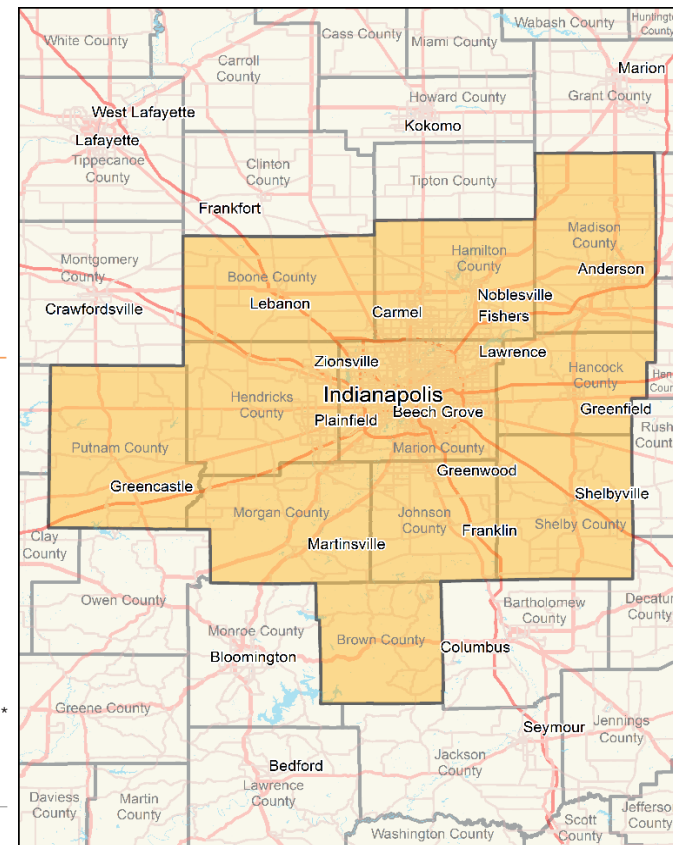 Wabash County
Huntington
County
White County
Cass County
Miami County
Carroll
County
Marion
Howard County
Grant County
West Lafayette
Kokomo
Lafayette
Tippecanoe
County
Clinton
County
Tipton County
Frankfort
Madison
County
Hamilton
County
Montgomery
County
Boone County
Anderson
Noblesville
Lebanon
Crawfordsville
Carmel
Fishers
Zionsville
Lawrence
Hancock
County
Hen
Cour
Indianapolis
Hendricks
County
Greenfield
Beech Grove
Plainfield
Rush
Count
Putnam County
Marion County
Greenwood
Greencastle
Shelbyville
Morgan County
Johnson
County
Shelby County
Franklin
Clay
County
Martinsville
Owen County
Bartholomew
County
Decatur
County
Monroe County
Brown County
Columbus
Bloomington
*
Greene County
Seymour
Jennings
County
Jackson
County
Bedford
Lawrence
County
Daviess
County
Martin
County
Jefferson
County
Scott
County
Washington County